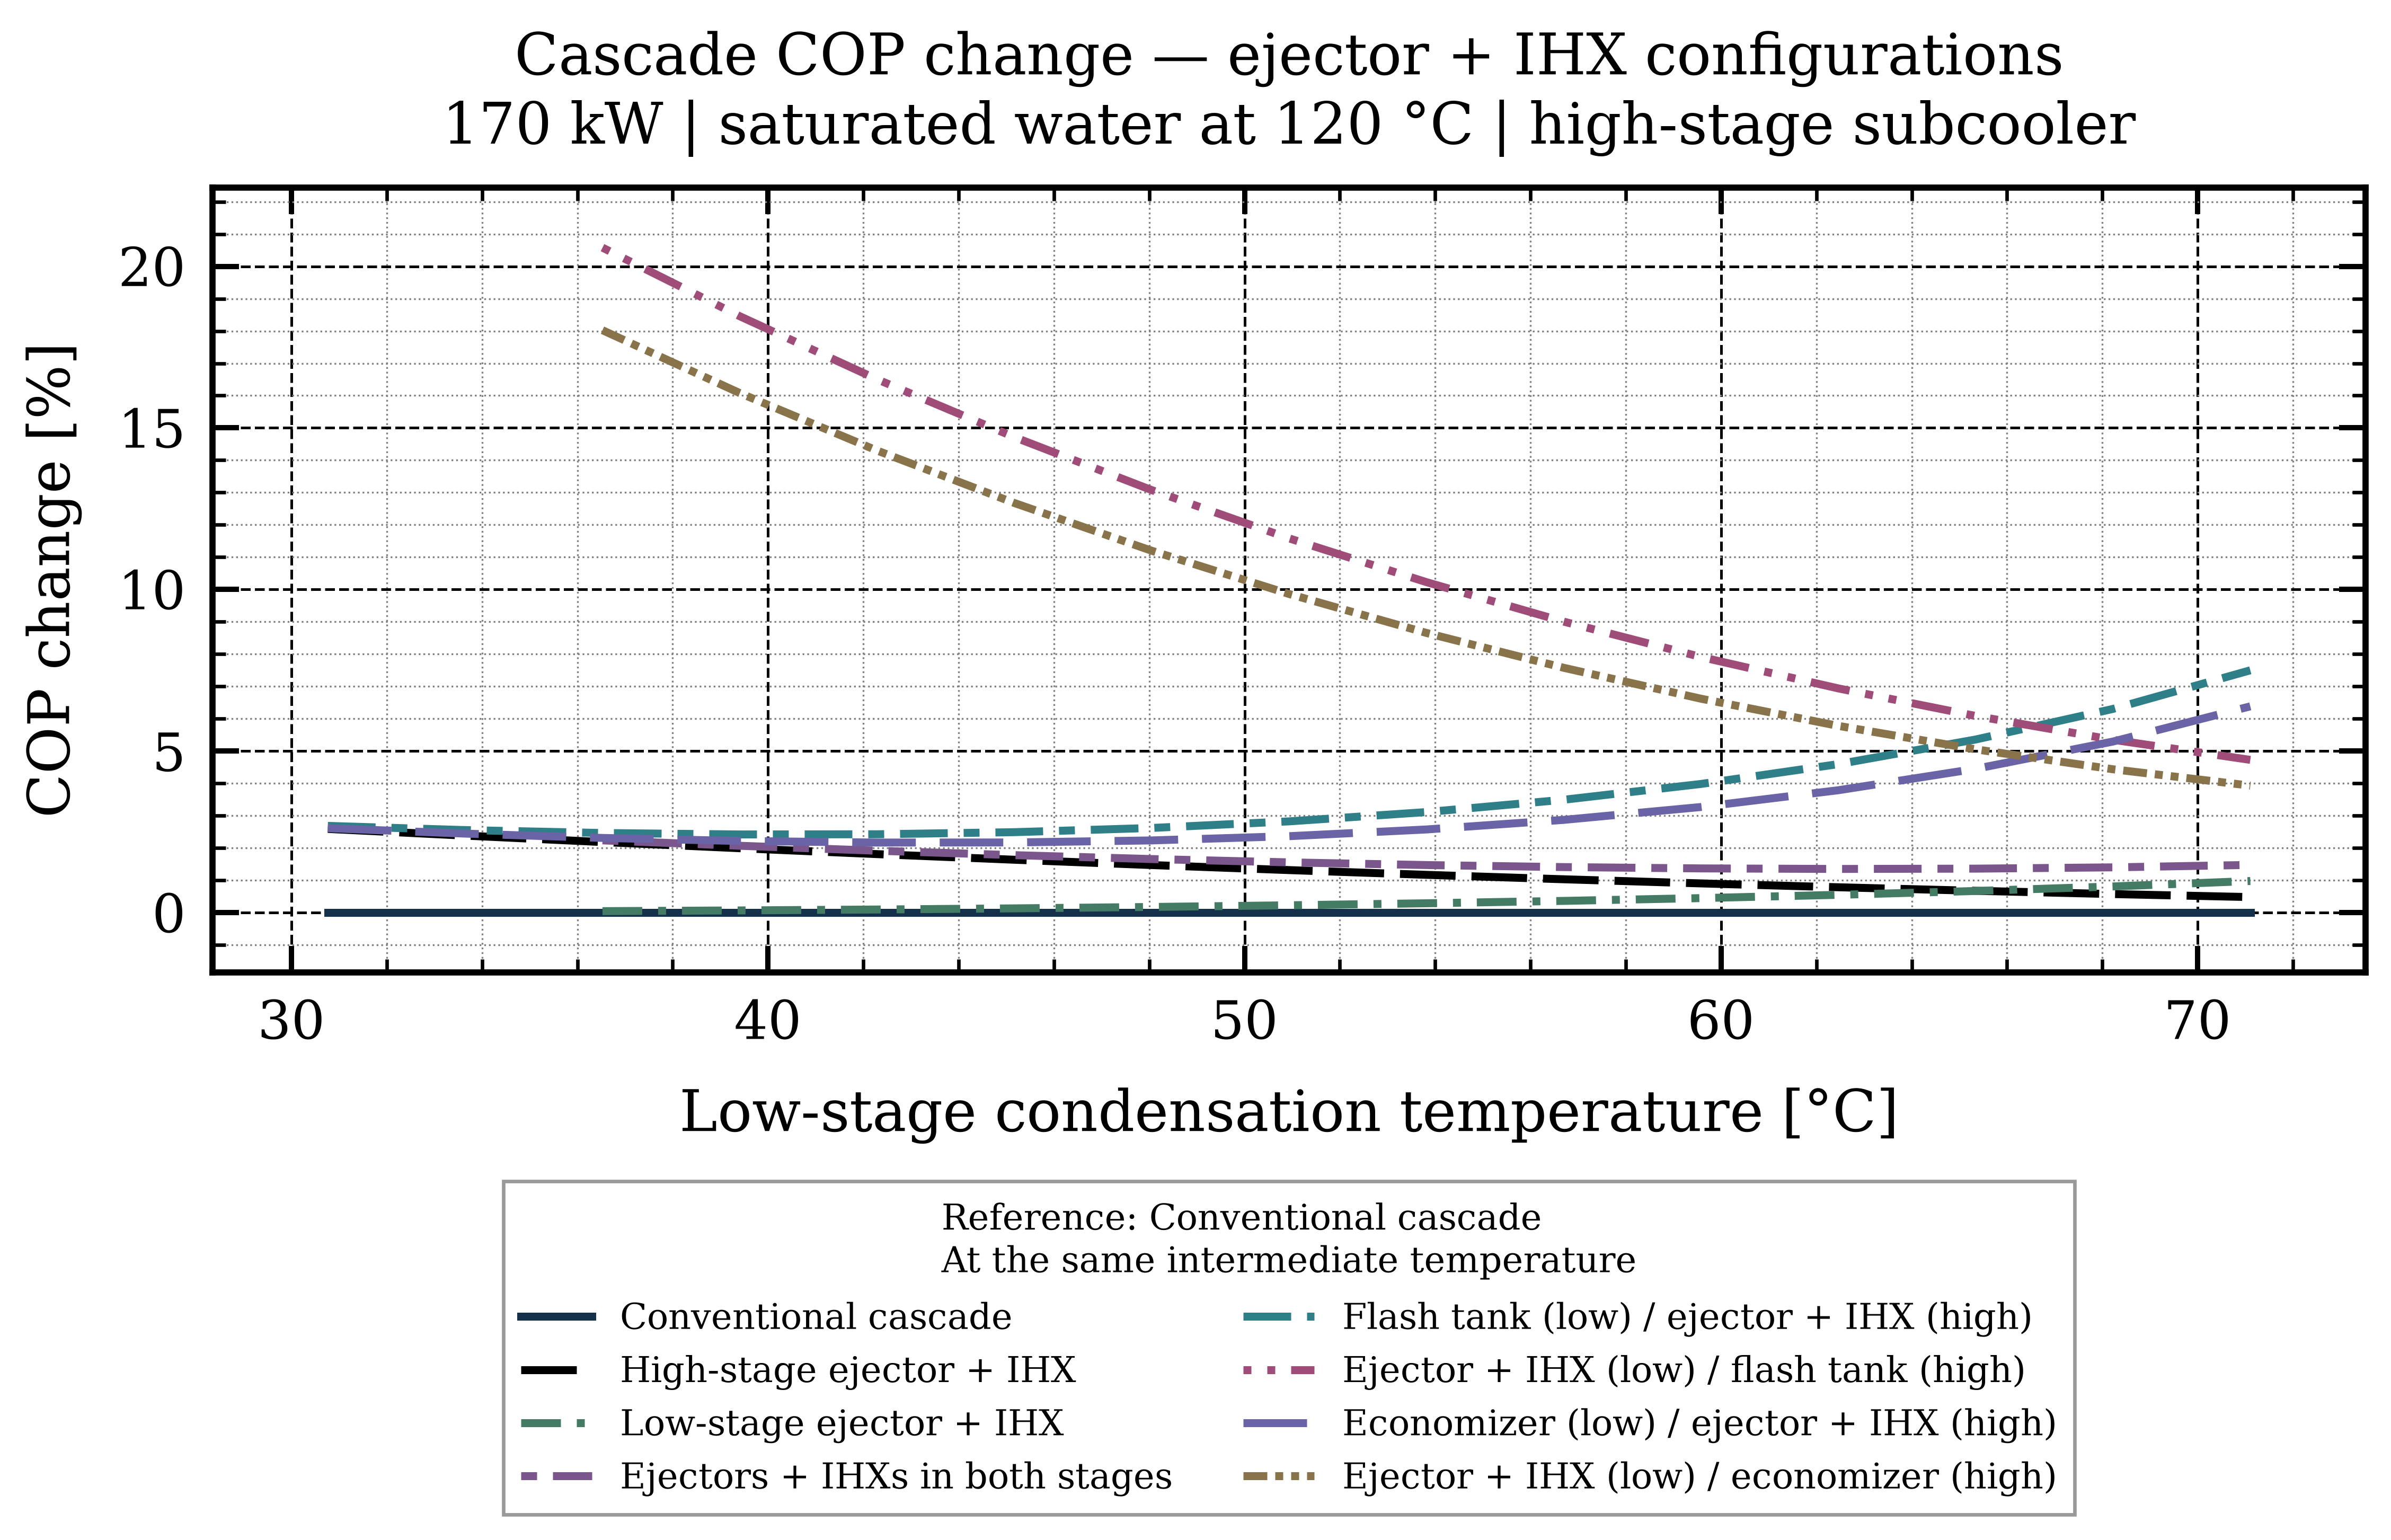 Cascade COP change — ejector + IHX configurations
170 kW | saturated water at 120 °C | high-stage subcooler
COP change [%]
20
15
10
5
0
30 40 50 60 70
Low-stage condensation temperature [°C]
Reference: Conventional cascade
At the same intermediate temperature
Conventional cascade
High-stage ejector + IHX
Low-stage ejector + IHX
Ejectors + IHXs in both stages
Flash tank (low) / ejector + IHX (high)
Ejector + IHX (low) / flash tank (high)
Economizer (low) / ejector + IHX (high)
Ejector + IHX (low) / economizer (high)